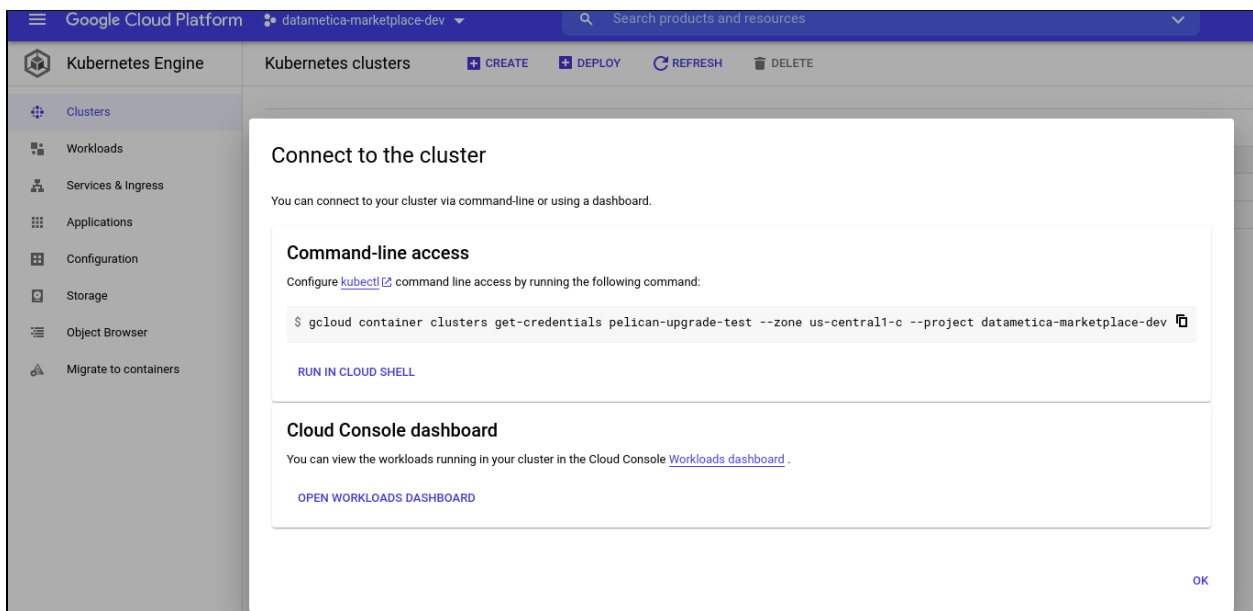 Google Cloud Platform datametica-marketplace-dev Search products and resources
Kubernetes Engine Kubernetes clusters CREATE DEPLOY REFRESH DELETE
Clusters
Workloads
Services & Ingress
Applications
Configuration
Storage
Object Browser
Migrate to containers
Connect to the cluster
You can connect to your cluster via command-line or using a dashboard.
Command-line access
Configure kubectl command line access by running the following command:
$ gcloud container clusters get-credentials pelican-upgrade-test --zone us-central1-c --project datametica-marketplace-dev
RUN IN CLOUD SHELL
Cloud Console dashboard
You can view the workloads running in your cluster in the Cloud Console Workloads dashboard .
OPEN WORKLOADS DASHBOARD
OK